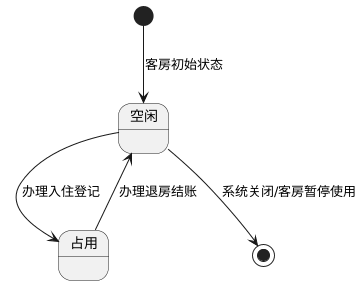 客房初始状态
空闲
办理入住登记
办理退房结账
系统关闭/客房暂停使用
占用